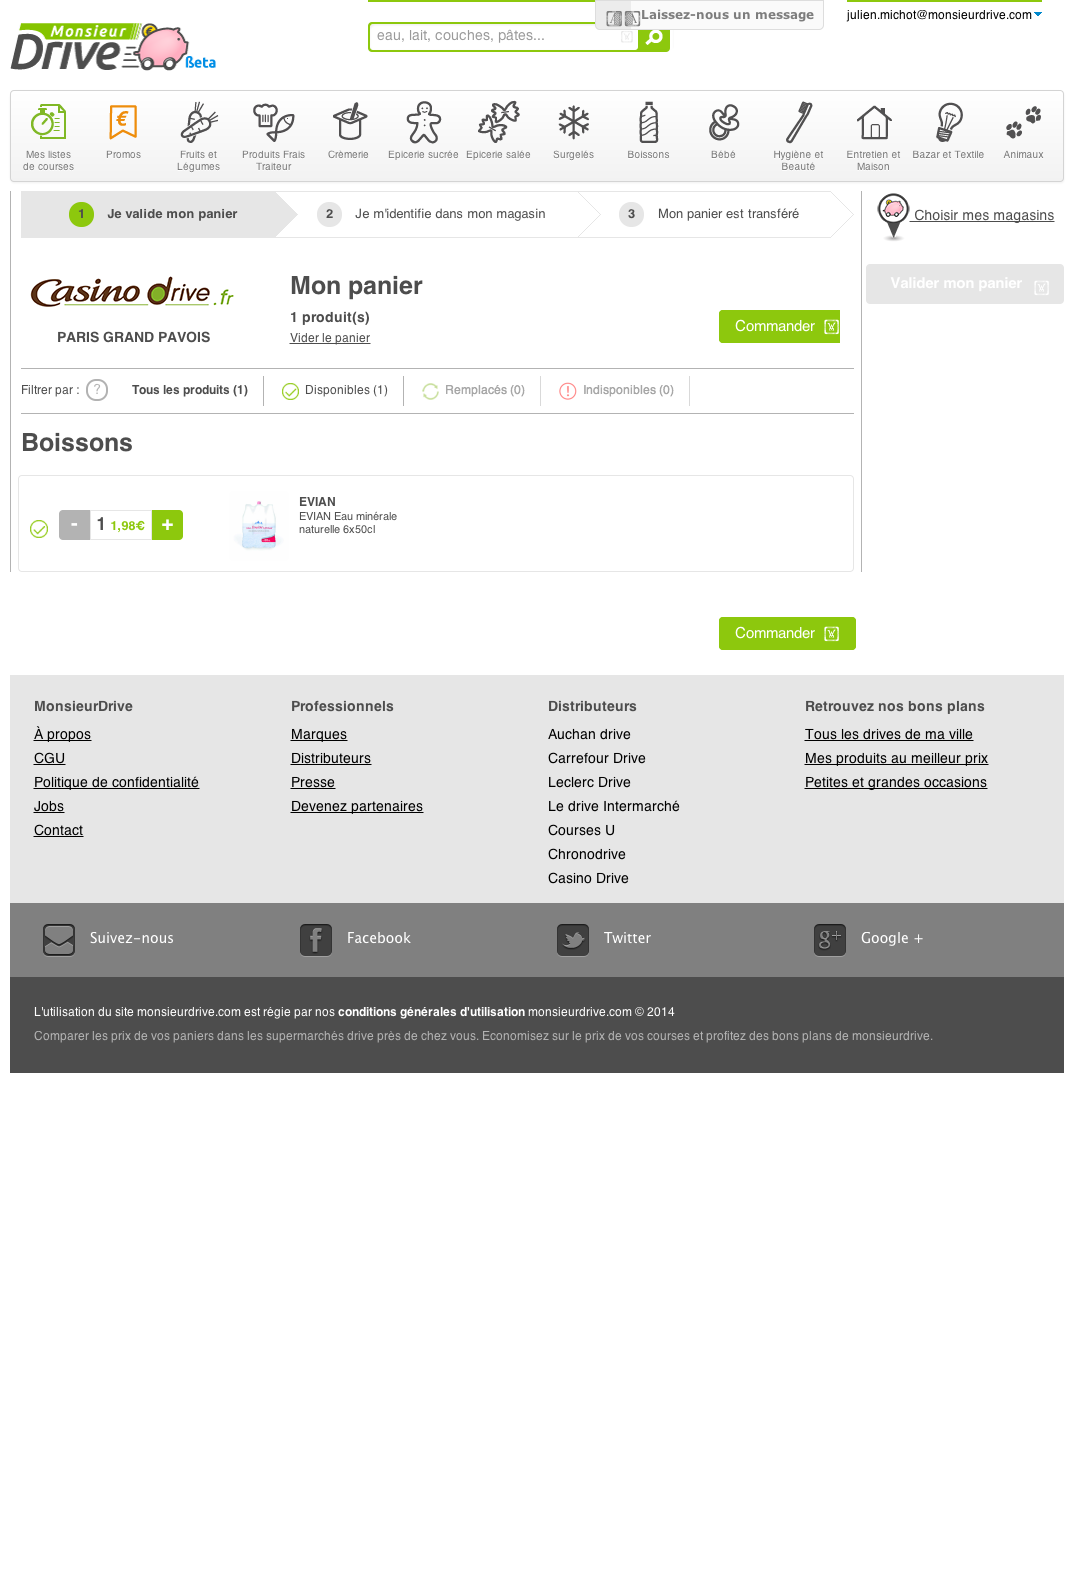 Monsieur
Drive
ßeta
Laissez-nous un message
julien.michot@monsieurdrive.com
eau, lait, couches, pâtes...
Mes listes
de courses
Promos
Fruits et
Légumes
Produits Frais
Traiteur
Crèmerie
Epicerie sucrée
Epicerie salée
Surgelés
Boissons
Bébé
Hygiène et
Beauté
Entretien et
Maison
Bazar et Textile
Animaux
1 Je valide mon panier
2 Je m'identifie dans mon magasin
3 Mon panier est transféré
Choisir mes magasins
Valider mon panier
Casino drive.fr
PARIS GRAND PAVOIS
Mon panier
1 produit(s)
Vider le panier
Commander
Filtrer par : ?
Tous les produits (1)
Disponibles (1)
Remplacés (0)
Indisponibles (0)
Boissons
- 1 1,98€ +
EVIAN
EVIAN Eau minérale
naturelle 6x50cl
Commander
MonsieurDrive
À propos
CGU
Politique de confidentialité
Jobs
Contact
Professionnels
Marques
Distributeurs
Presse
Devenez partenaires
Distributeurs
Auchan drive
Carrefour Drive
Leclerc Drive
Le drive Intermarché
Courses U
Chronodrive
Casino Drive
Retrouvez nos bons plans
Tous les drives de ma ville
Mes produits au meilleur prix
Petites et grandes occasions
Suivez-nous
Facebook
Twitter
Google +
L'utilisation du site monsieurdrive.com est régie par nos conditions générales d'utilisation monsieurdrive.com © 2014
Comparer les prix de vos paniers dans les supermarchés drive près de chez vous. Economisez sur le prix de vos courses et profitez des bons plans de monsieurdrive.